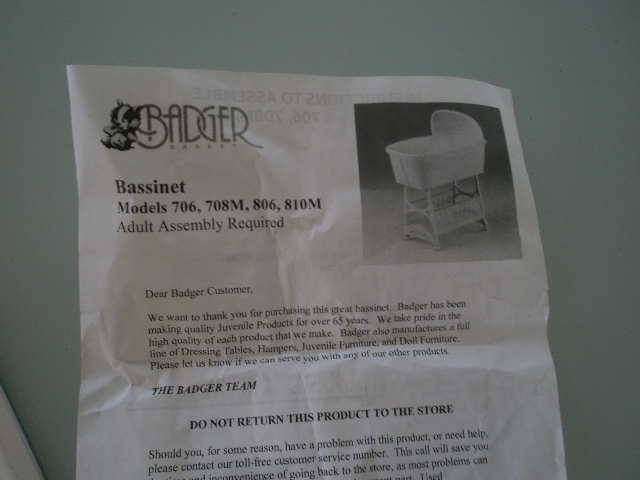 BADGER
BASKET
Bassinet
Models 706, 708M, 806, 810M
Adult Assembly Required
Dear Badger Customer,
We want to thank you for purchasing this great bassinet. Badger has been
making quality Juvenile Products for over 65 years. We take pride in the
high quality of each product that we make. Badger also manufactures a full
line of Dressing Tables, Hampers, Juvenile Furniture, and Doll Furniture.
Please let us know if we can serve you with any of our other products.
THE BADGER TEAM
DO NOT RETURN THIS PRODUCT TO THE STORE
Should you, for some reason, have a problem with this product, or need help,
please contact our toll-free customer service number. This call will save you
and inconvenience of going back to the store, as most problems can
part. Used